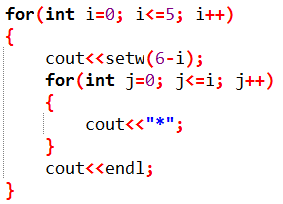 for(int i=0; i<=5; i++)
{
    cout<<setw(6-i);
    for(int j=0; j<=i; j++)
    {
        cout<<"*";
    }
    cout<<endl;
}